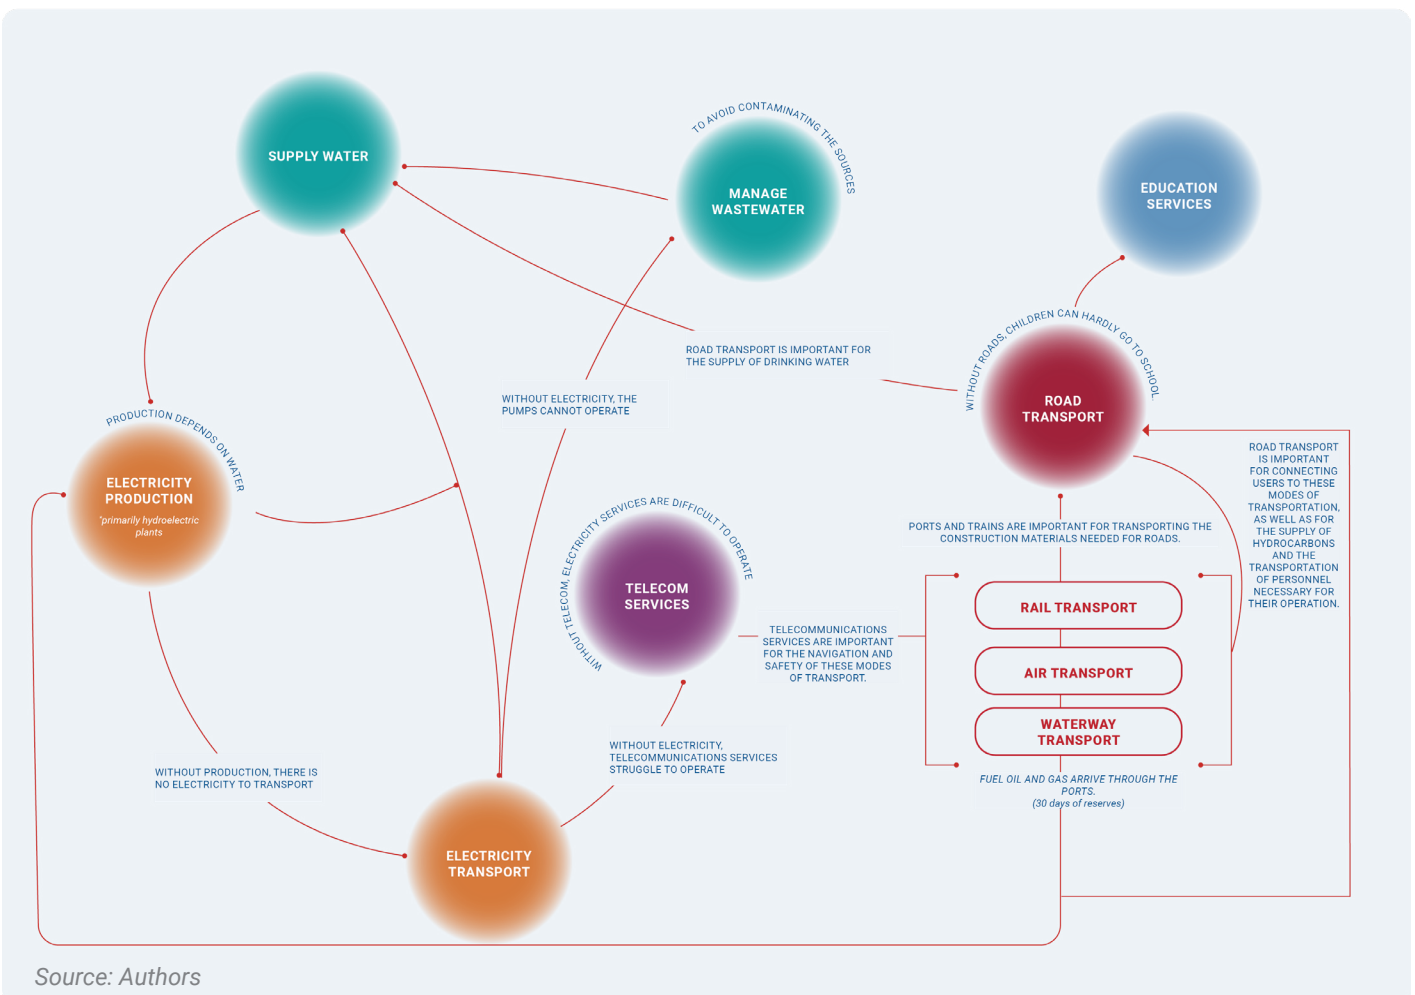 TO AVOID CONTAMINATING THE SOURCES
SUPPLY WATER
MANAGE
WASTEWATER
EDUCATION
SERVICES
WITHOUT ROADS, CHILDREN CAN HARDLY GO TO SCHOOL.
ROAD TRANSPORT IS IMPORTANT FOR
THE SUPPLY OF DRINKING WATER
WITHOUT ELECTRICITY, THE
PUMPS CANNOT OPERATE
ROAD
TRANSPORT
PRODUCTION DEPENDS ON WATER
ELECTRICITY
PRODUCTION
"primarily hydroelectric
plants
ROAD TRANSPORT
IS IMPORTANT
FOR CONNECTING
USERS TO THESE
MODES OF
TRANSPORTATION,
AS WELL AS FOR
THE SUPPLY OF
HYDROCARBONS
AND THE
TRANSPORTATION
OF PERSONNEL
NECESSARY FOR
THEIR OPERATION.
WITHOUT TELECOM, ELECTRICITY SERVICES ARE DIFFICULT TO OPERATE
TELECOM
SERVICES
PORTS AND TRAINS ARE IMPORTANT FOR TRANSPORTING THE
CONSTRUCTION MATERIALS NEEDED FOR ROADS.
TELECOMMUNICATIONS
SERVICES ARE IMPORTANT
FOR THE NAVIGATION AND
SAFETY OF THESE MODES
OF TRANSPORT.
RAIL TRANSPORT
AIR TRANSPORT
WATERWAY
TRANSPORT
FUEL OIL AND GAS ARRIVE THROUGH THE
PORTS.
(30 days of reserves)
WITHOUT ELECTRICITY,
TELECOMMUNICATIONS SERVICES
STRUGGLE TO OPERATE
WITHOUT PRODUCTION, THERE IS
NO ELECTRICITY TO TRANSPORT
ELECTRICITY
TRANSPORT
Source: Authors